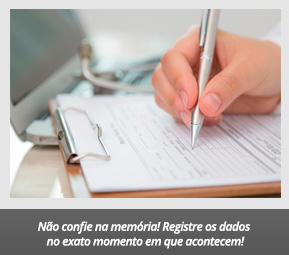 Não confie na memória! Registre os dados
no exato momento em que acontecem!